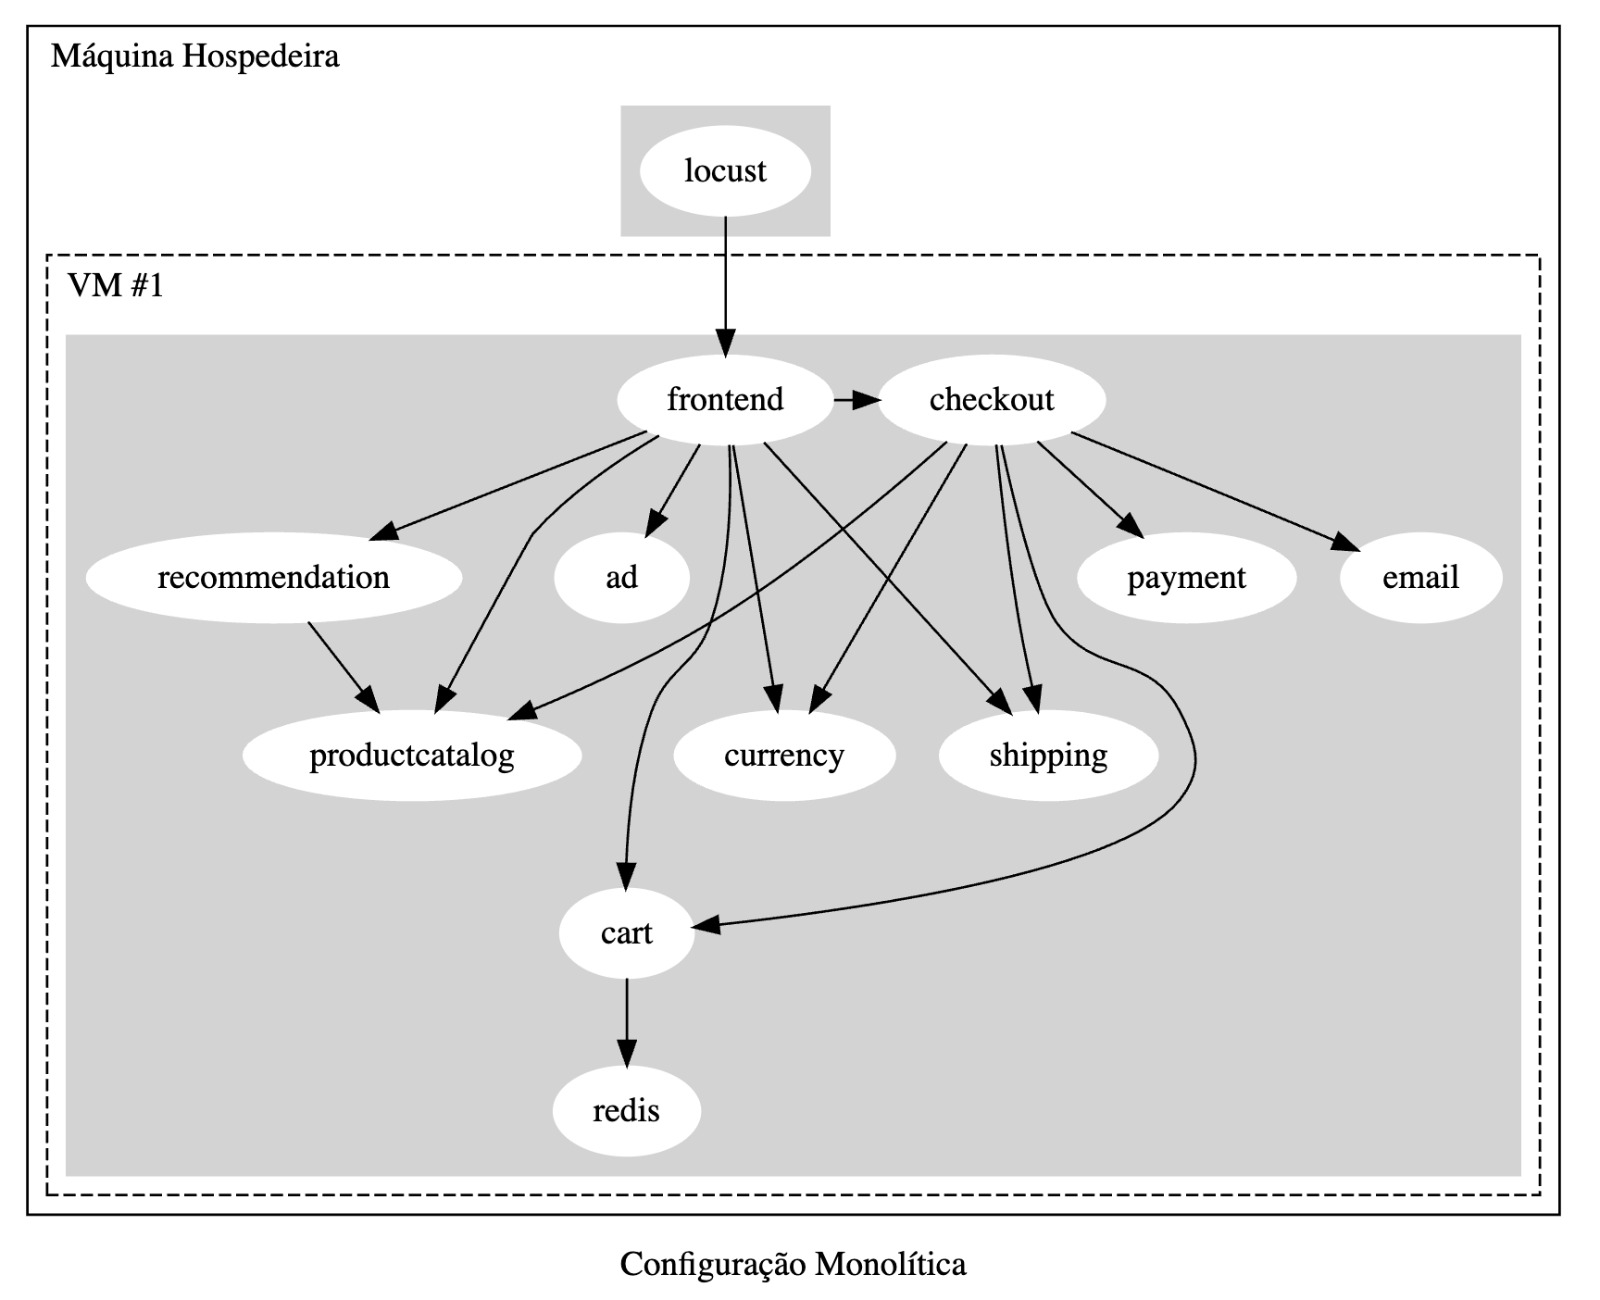 Máquina Hospedeira
locust
VM #1
frontend
checkout
recommendation
ad
payment
email
productcatalog
currency
shipping
cart
redis
Configuração Monolítica